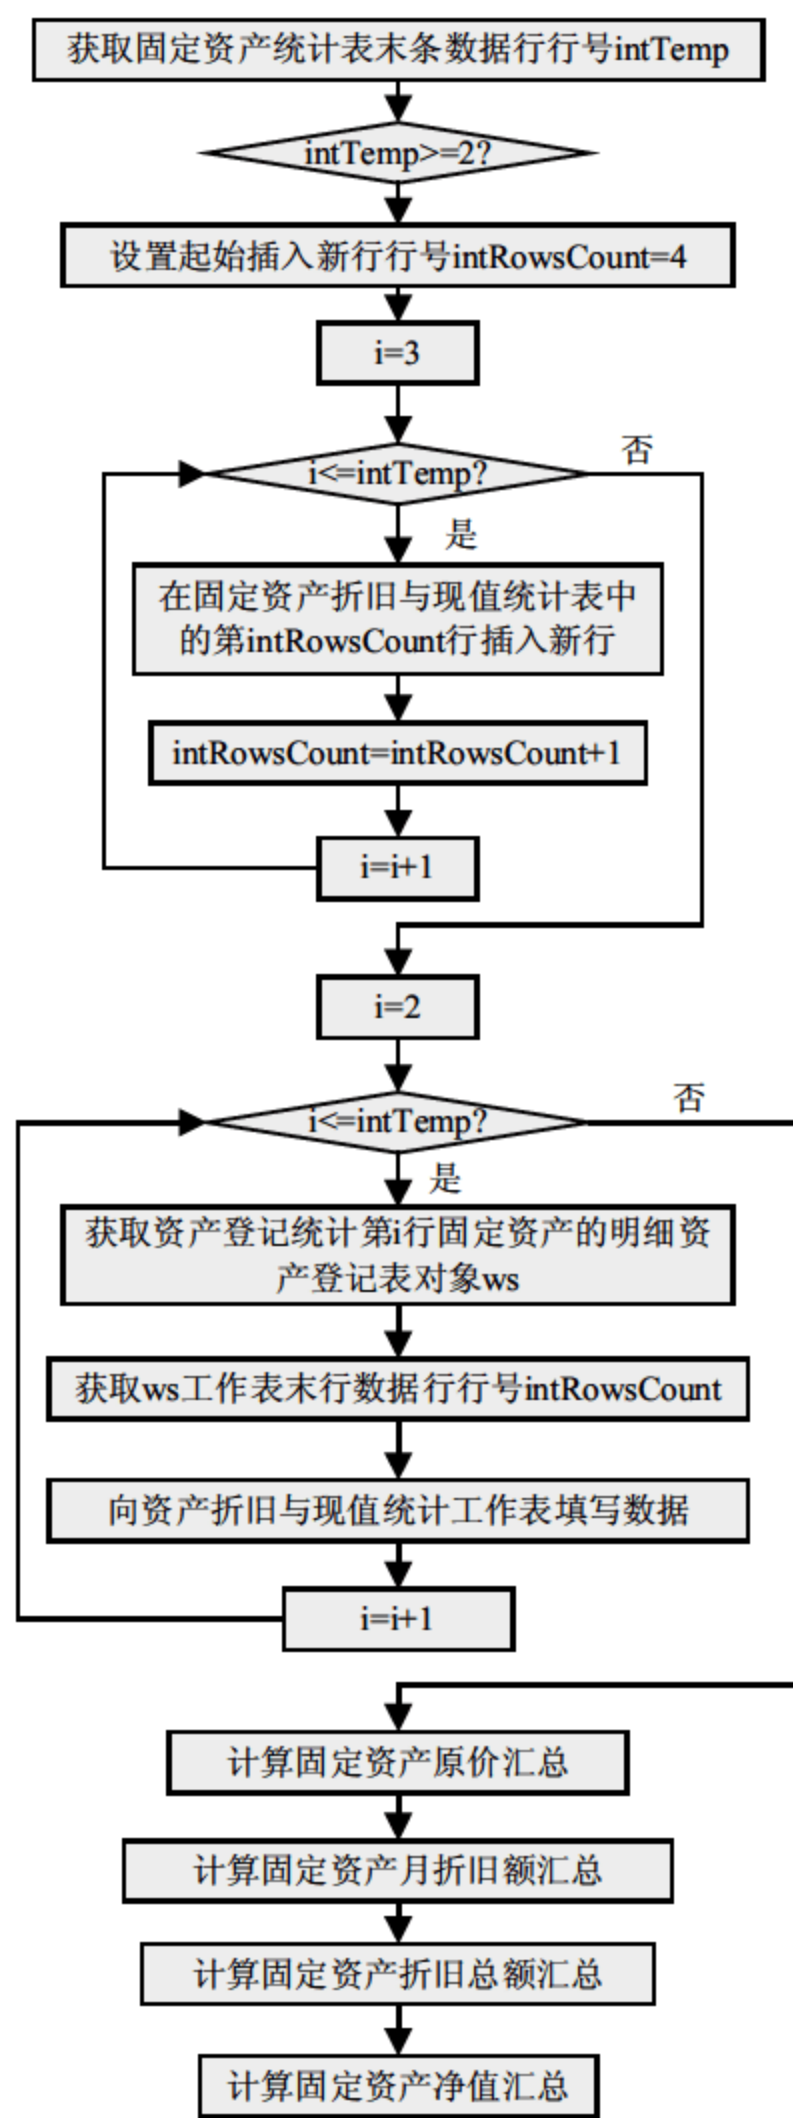 获取固定资产统计表末条数据行行号intTemp
intTemp>=2?
设置起始插入新行行号intRowsCount=4
i=3
i<=intTemp?
否
是
在固定资产折旧与现值统计表中
的第intRowsCount行插入新行
intRowsCount=intRowsCount+1
i=i+1
i=2
i<=intTemp?
否
是
获取资产登记统计第i行固定资产的明细资
产登记表对象ws
获取ws工作表末行数据行行号intRowsCount
向资产折旧与现值统计工作表填写数据
i=i+1
计算固定资产原价汇总
计算固定资产月折旧额汇总
计算固定资产折旧总额汇总
计算固定资产净值汇总